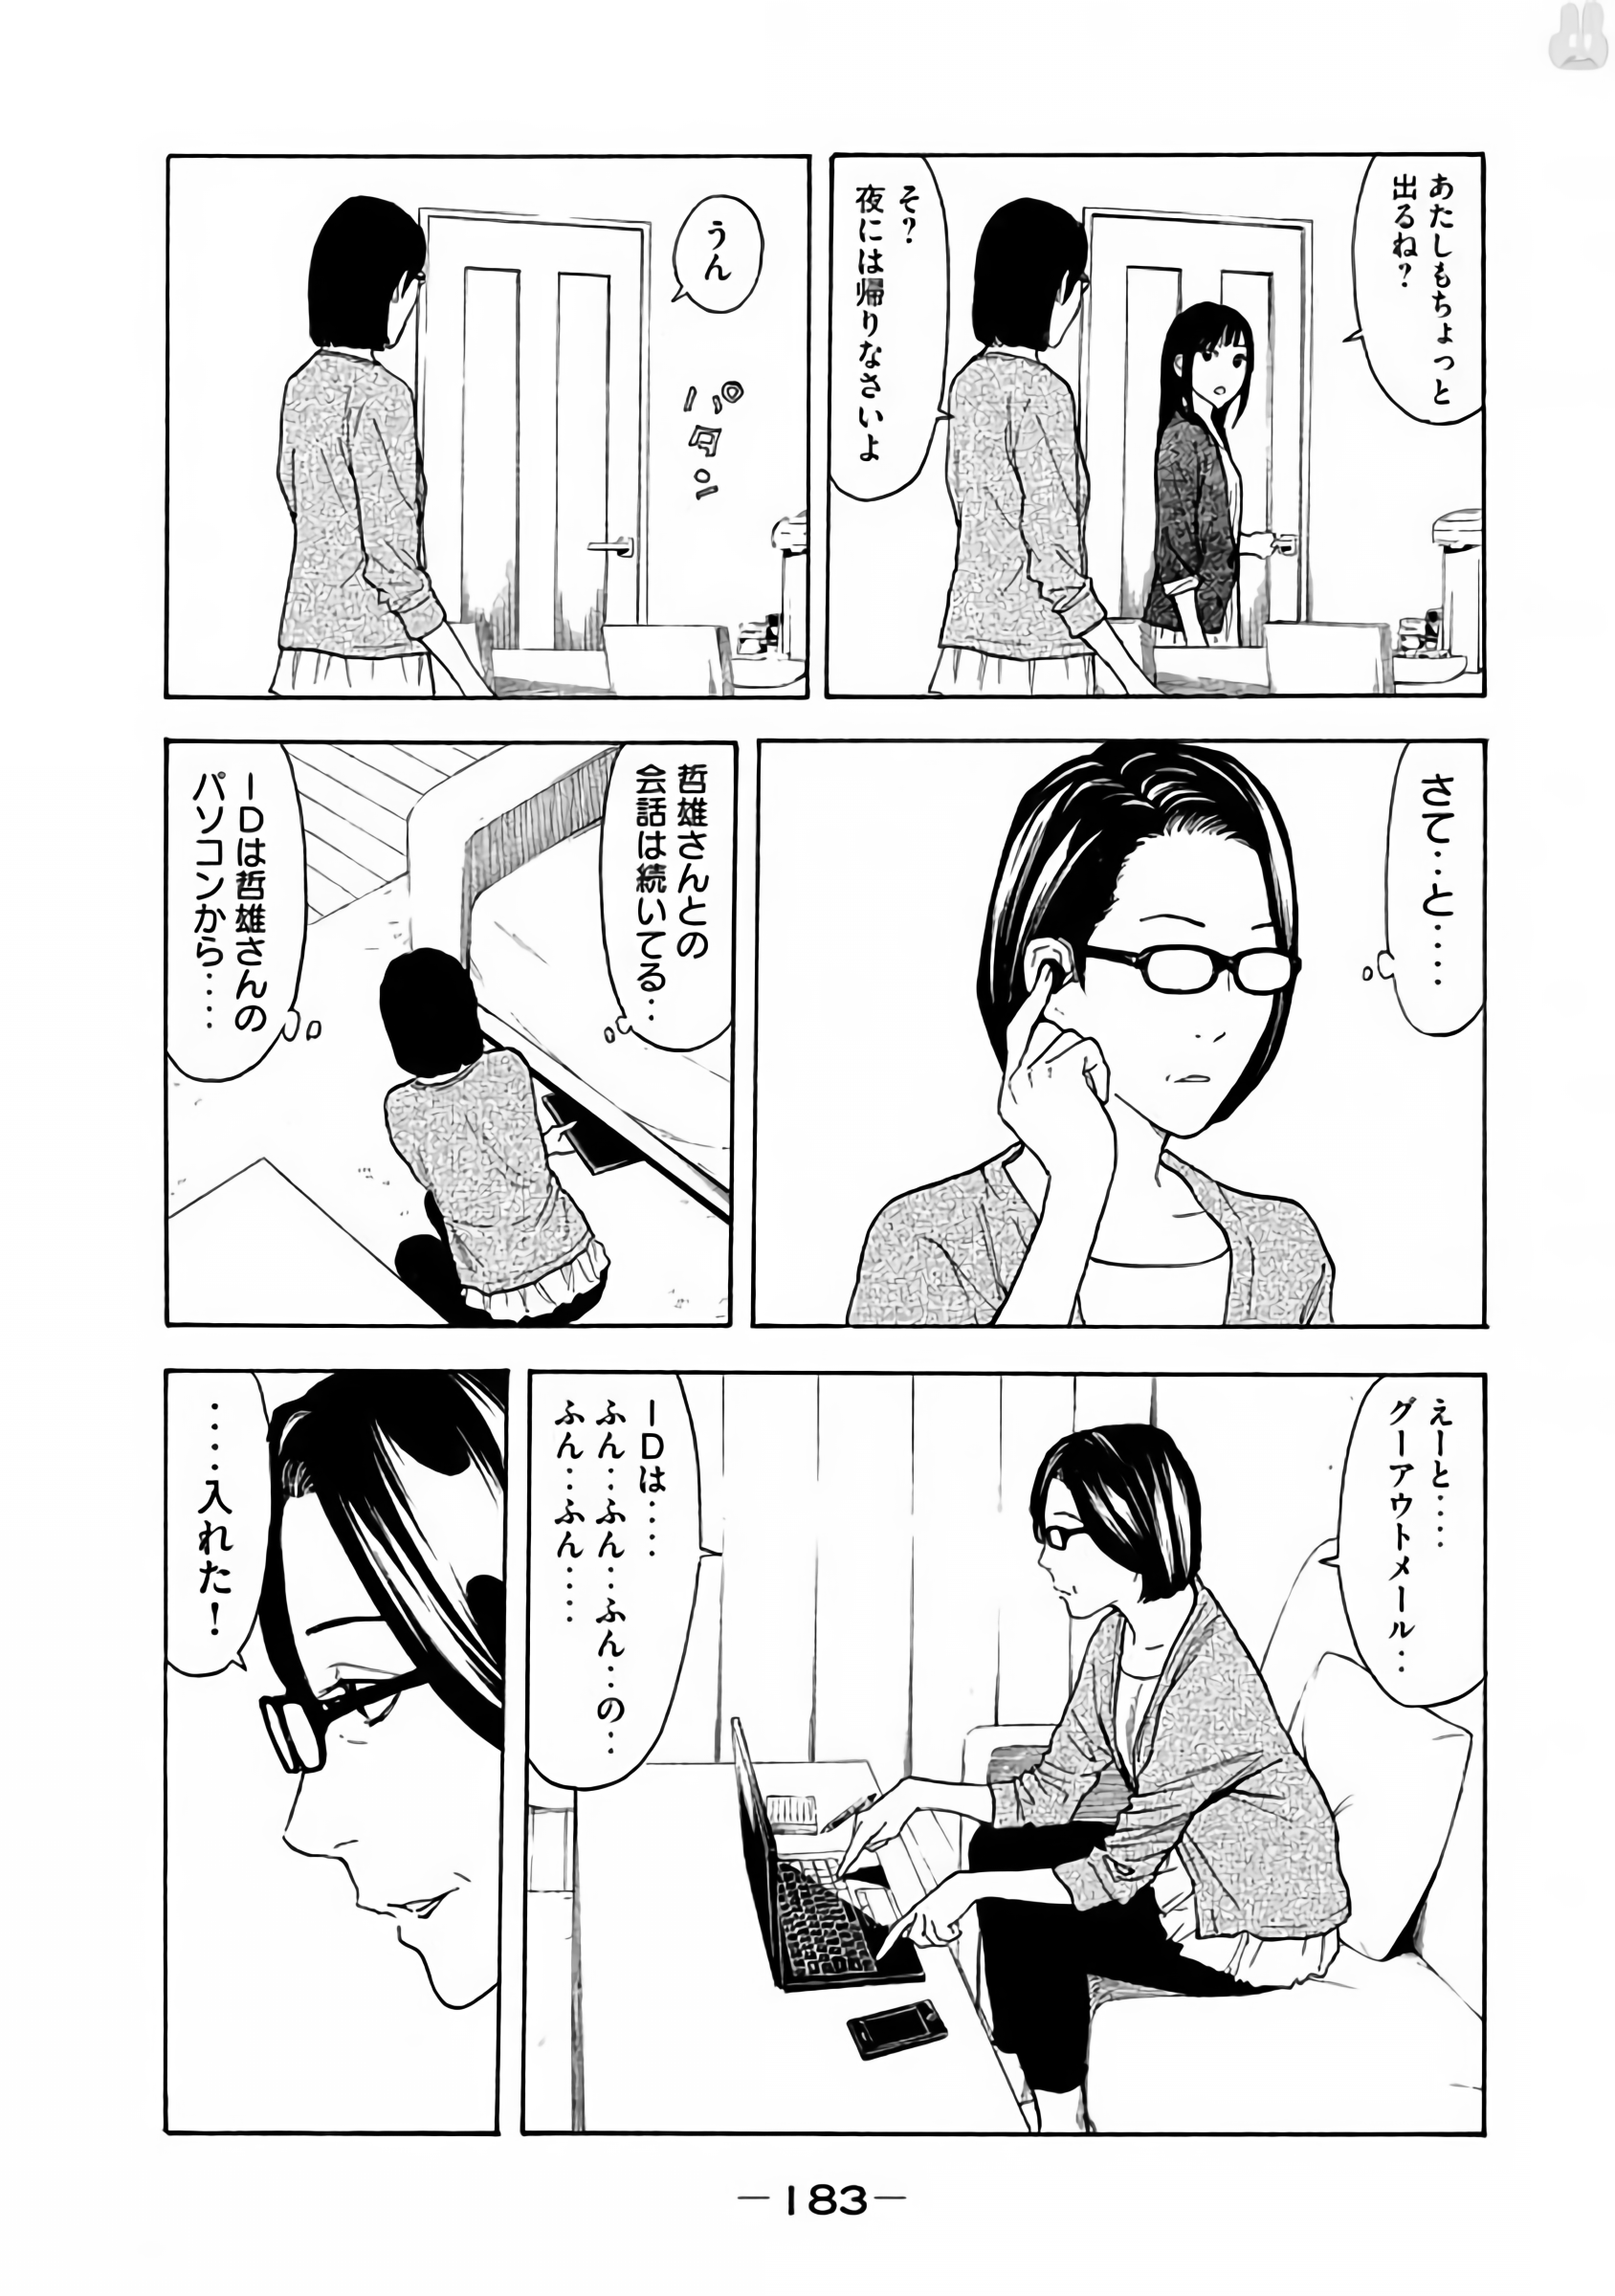 あたしもちょっと
出るね？
そ？
夜には帰りなさいよ
うん
パタン
さて‥と‥‥
哲雄さんとの
会話は続いてる‥
IDは哲雄さんの
パソコンから‥‥
えーと‥‥
グーアウトメール‥
IDは‥‥
ふん‥ふん‥ふん‥の‥
ふん‥ふん‥‥
‥‥入れた！
—183—